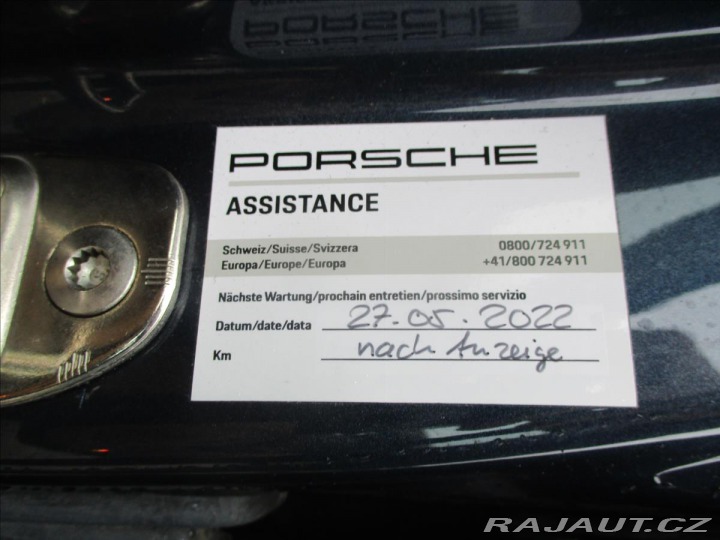 PORSCHE
ASSISTANCE
Schweiz/Suisse/Svizzera 0800/724 911
Europa/Europe/Europa +41/800 724 911
Nächste Wartung/prochain entretien/prossimo servizio
Datum/date/data 27.05.2022
Km nach Anzeige
RAJAUT.CZ